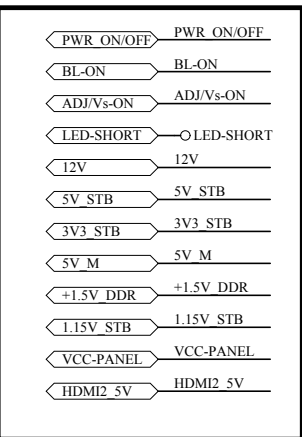 PWR_ON/OFF PWR_ON/OFF
BL-ON BL-ON
ADJ/Vs-ON ADJ/Vs-ON
LED-SHORT LED-SHORT
12V 12V
5V_STB 5V_STB
3V3_STB 3V3_STB
5V_M 5V_M
+1.5V_DDR +1.5V_DDR
1.15V_STB 1.15V_STB
VCC-PANEL VCC-PANEL
HDMI2_5V HDMI2_5V